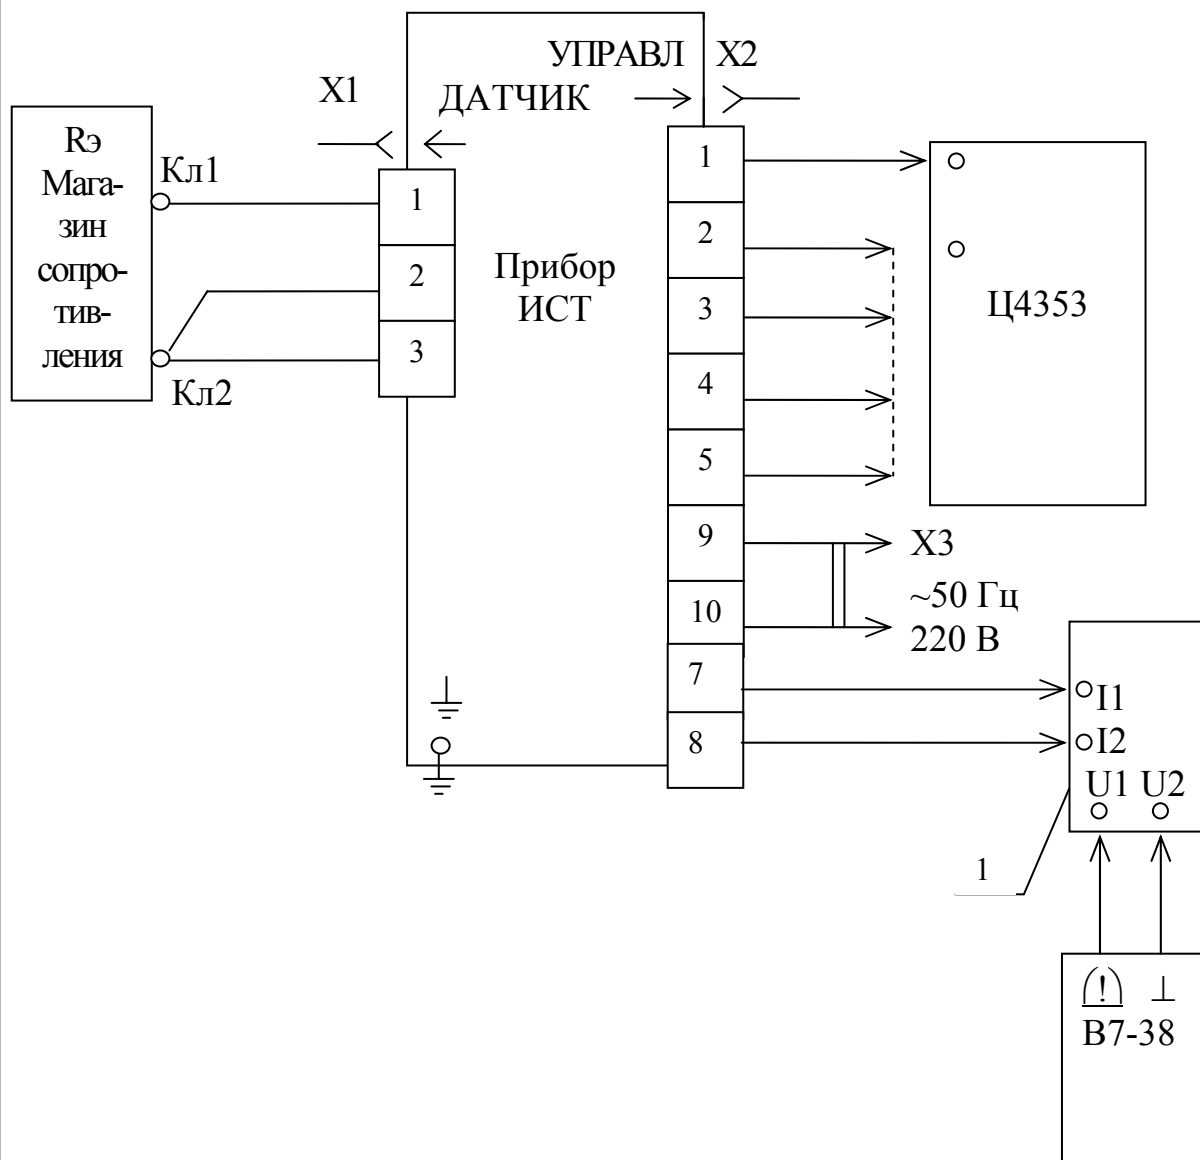 УПРАВЛ
X2
X1
ДАТЧИК
Rэ
Мага-
зин
сопро-
тив-
ления
Кл1
Кл2
1
2
3
Прибор
ИСТ
1
2
3
4
5
9
10
7
8
Ц4353
X3
~50 Гц
220 В
I1
I2
U1 U2
1
(!) ⊥
В7-38